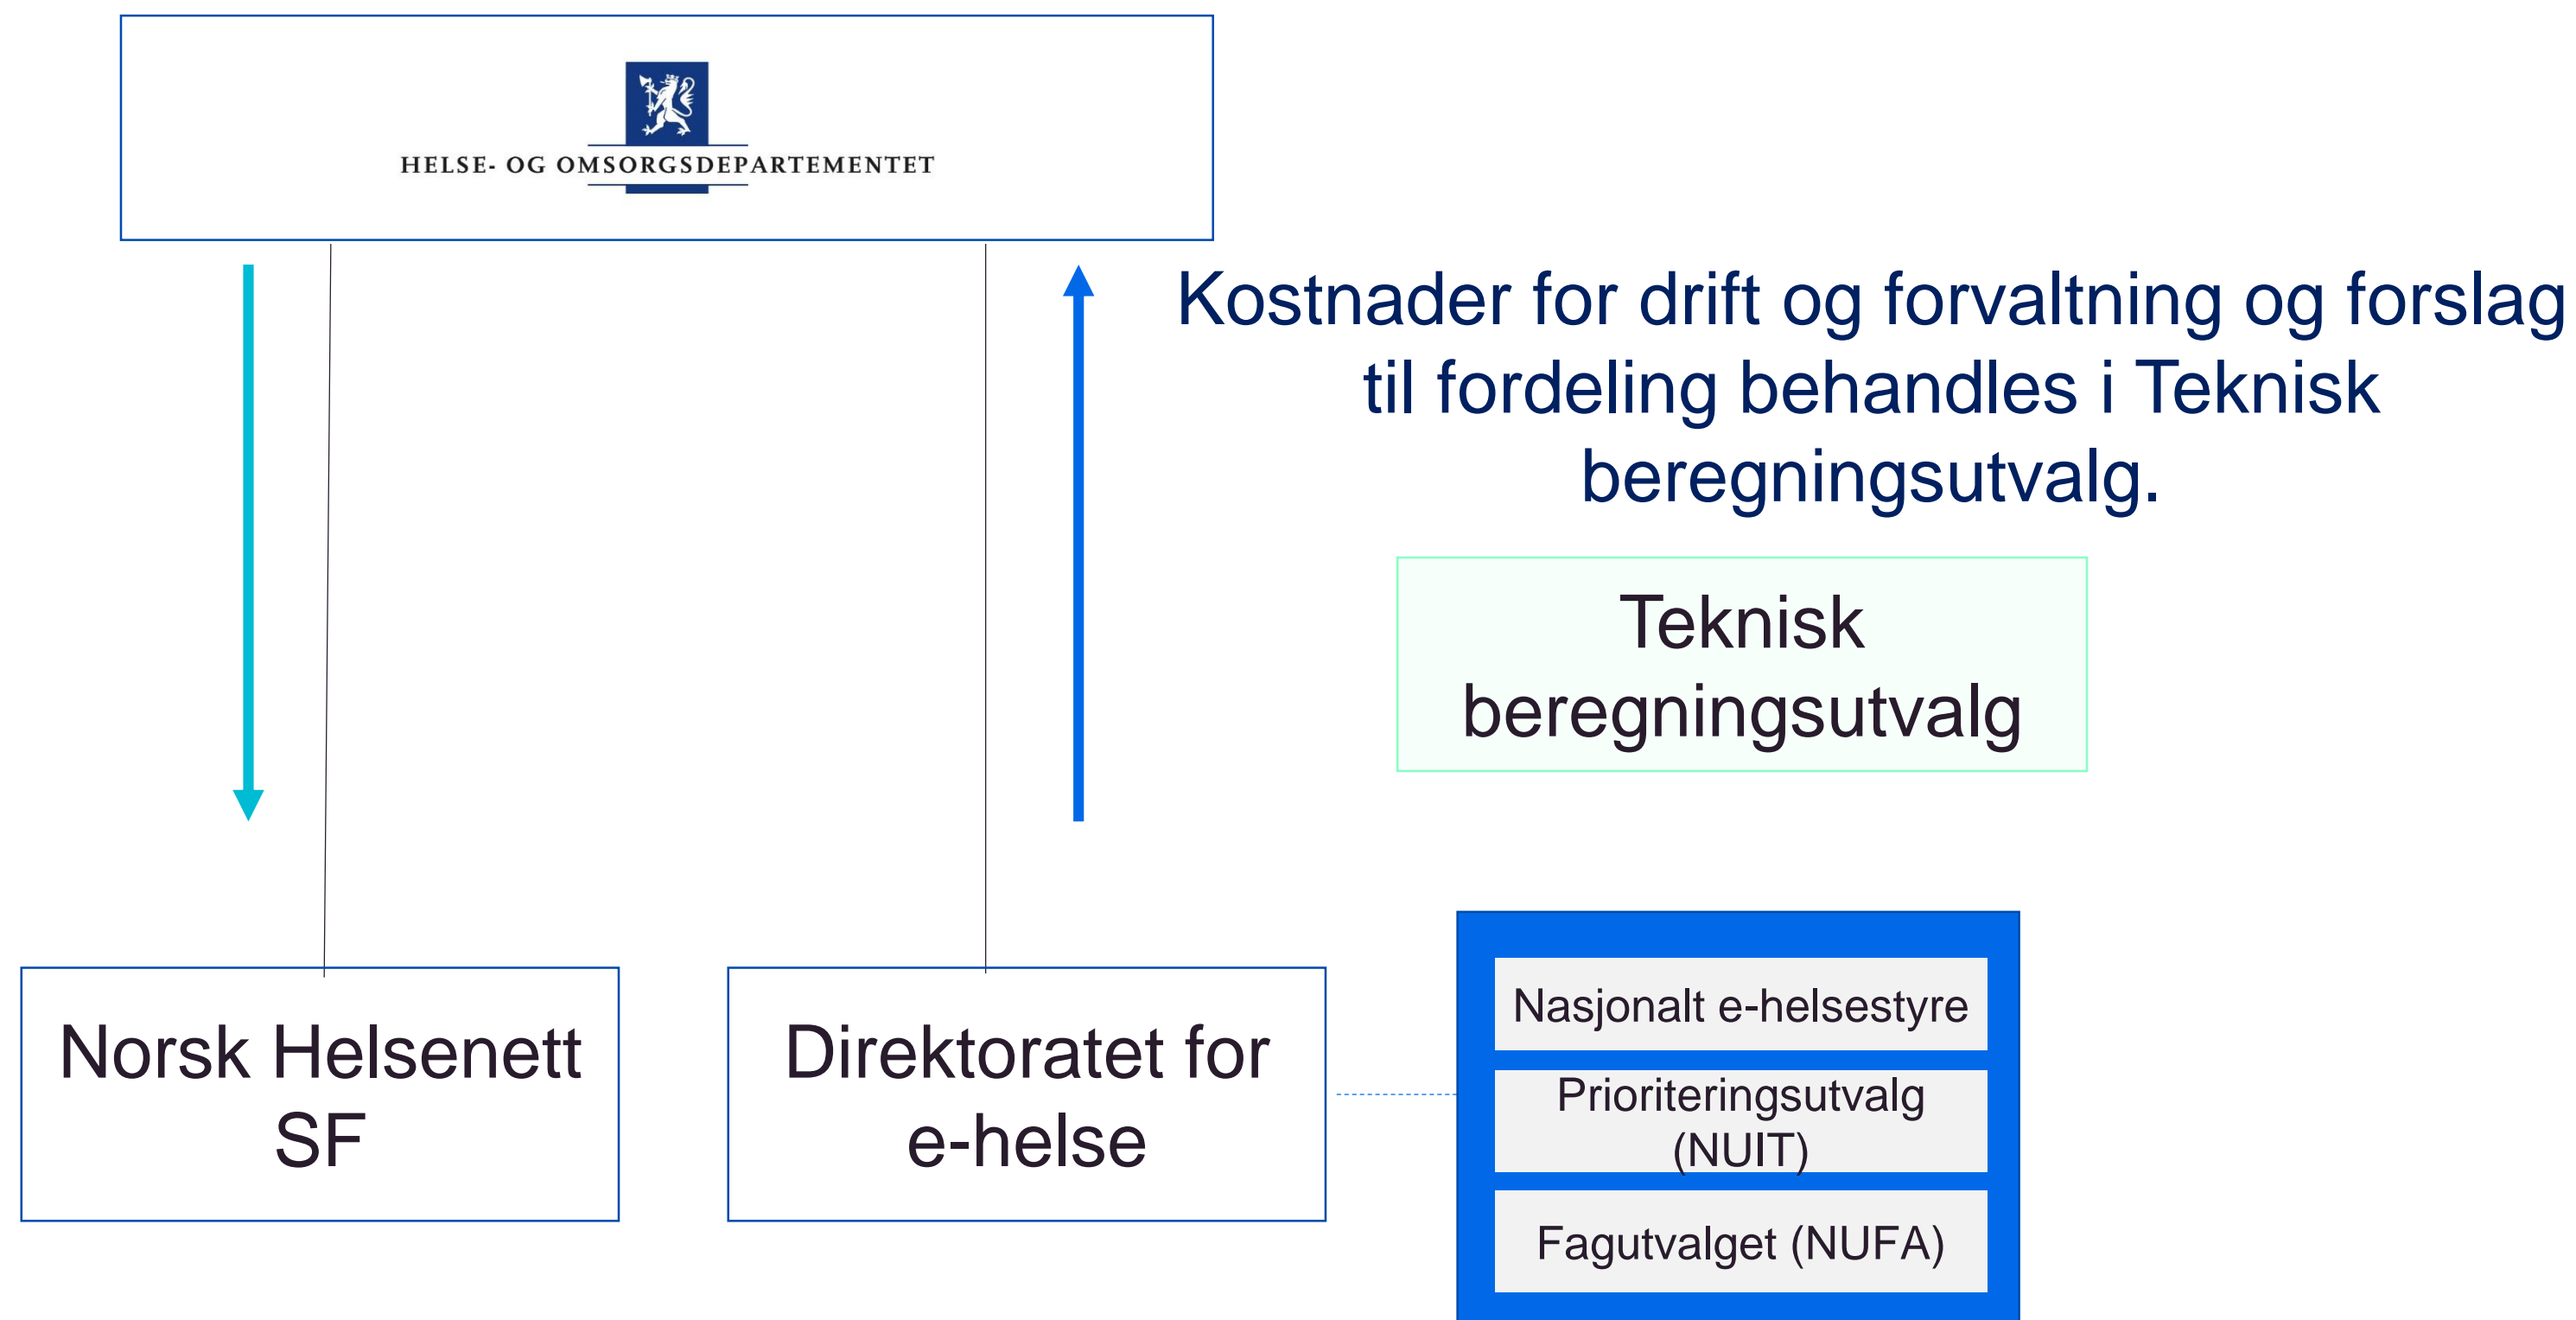 HELSE- OG OMSORGSDEPARTEMENTET
Kostnader for drift og forvaltning og forslag
til fordeling behandles i Teknisk
beregningsutvalg.
Teknisk
beregningsutvalg
Norsk Helsenett
SF
Direktoratet for
e-helse
Nasjonalt e-helsestyre
Prioriteringsutvalg
(NUIT)
Fagutvalget (NUFA)